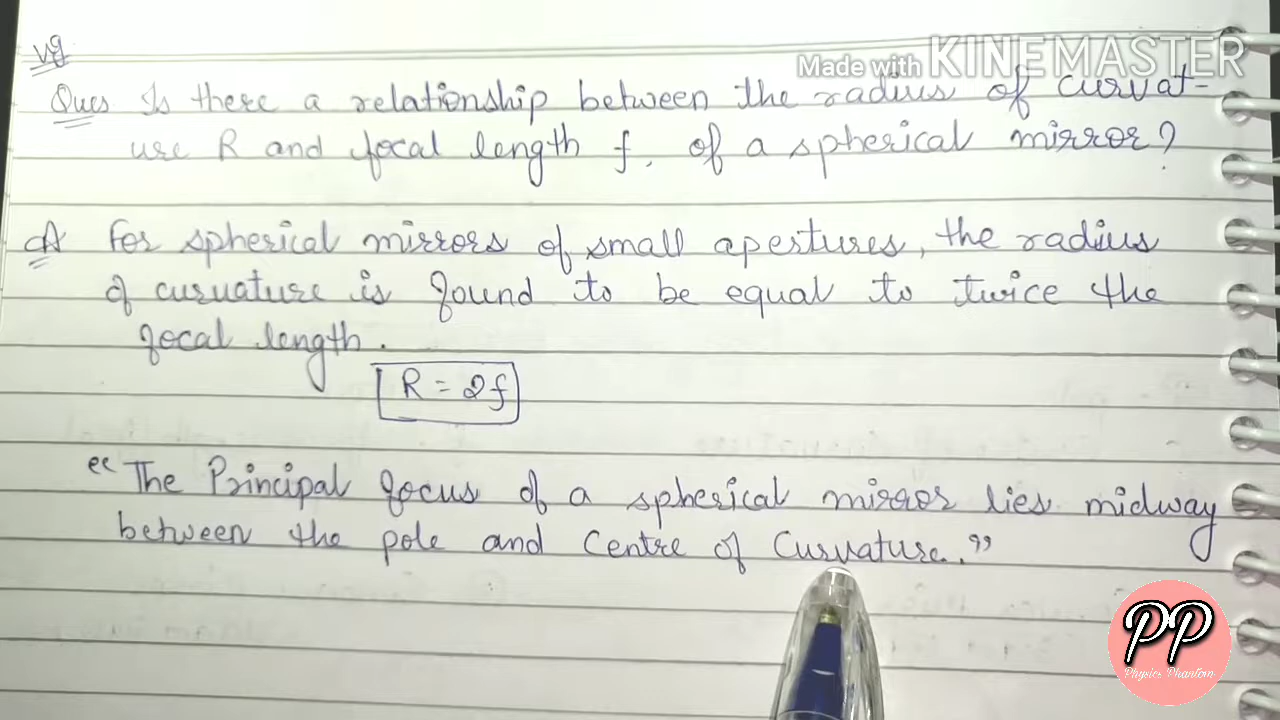 Made with KINEMASTER
Ques Is there a relationship between the radius of curvat-
ure R and focal length f, of a spherical mirror?
A For spherical mirrors of small apertures, the radius
of curvature is found to be equal to twice the
focal length.
R = 2f
"The Principal focus of a spherical mirror lies midway
between the pole and Centre of Curvature."
PP
Physics Phantom